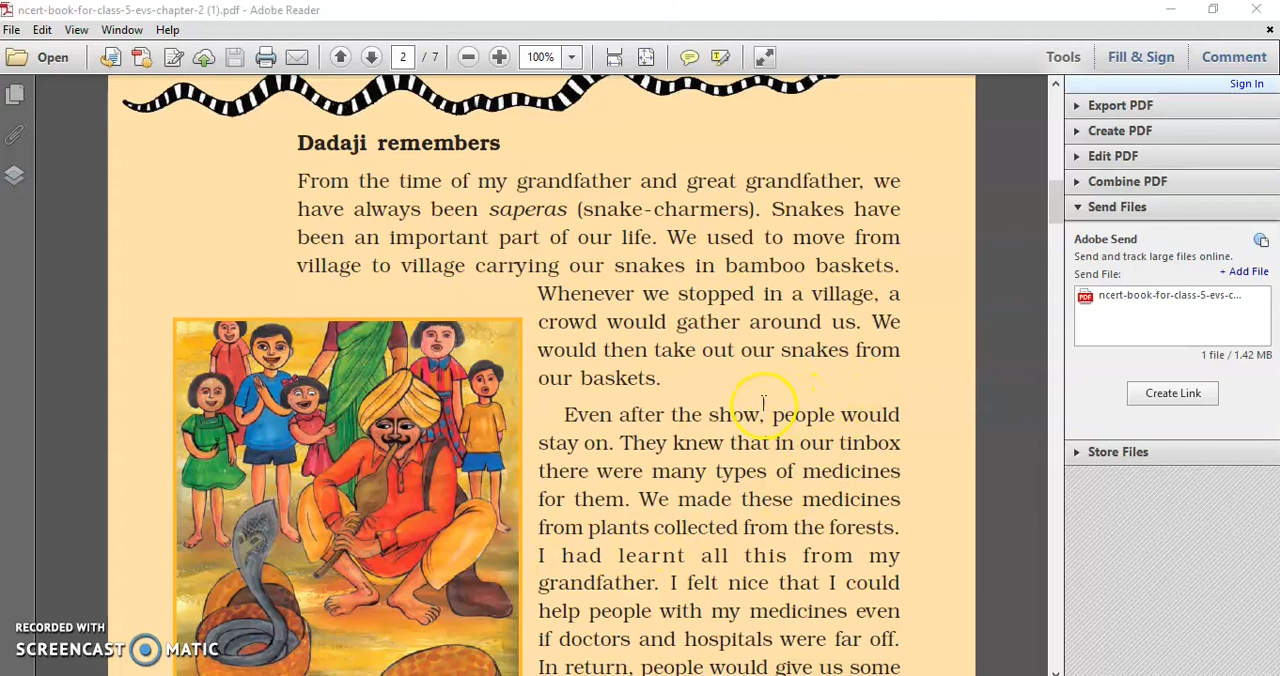 ncert-book-for-class-5-evs-chapter-2 (1).pdf - Adobe Reader
File Edit View Window Help
Open 2 / 7 100% Tools Fill & Sign Comment
Sign In
Export PDF
Create PDF
Edit PDF
Combine PDF
Send Files
Adobe Send
Send and track large files online.
Send File:
+ Add File
ncert-book-for-class-5-evs-c...
1 file / 1.42 MB
Create Link
Store Files
Dadaji remembers
From the time of my grandfather and great grandfather, we
have always been saperas (snake-charmers). Snakes have
been an important part of our life. We used to move from
village to village carrying our snakes in bamboo baskets.
Whenever we stopped in a village, a
crowd would gather around us. We
would then take out our snakes from
our baskets.
Even after the show, people would
stay on. They knew that in our tinbox
there were many types of medicines
for them. We made these medicines
from plants collected from the forests.
I had learnt all this from my
grandfather. I felt nice that I could
help people with my medicines even
if doctors and hospitals were far off.
In return, people would give us some
RECORDED WITH
SCREENCAST MATIC